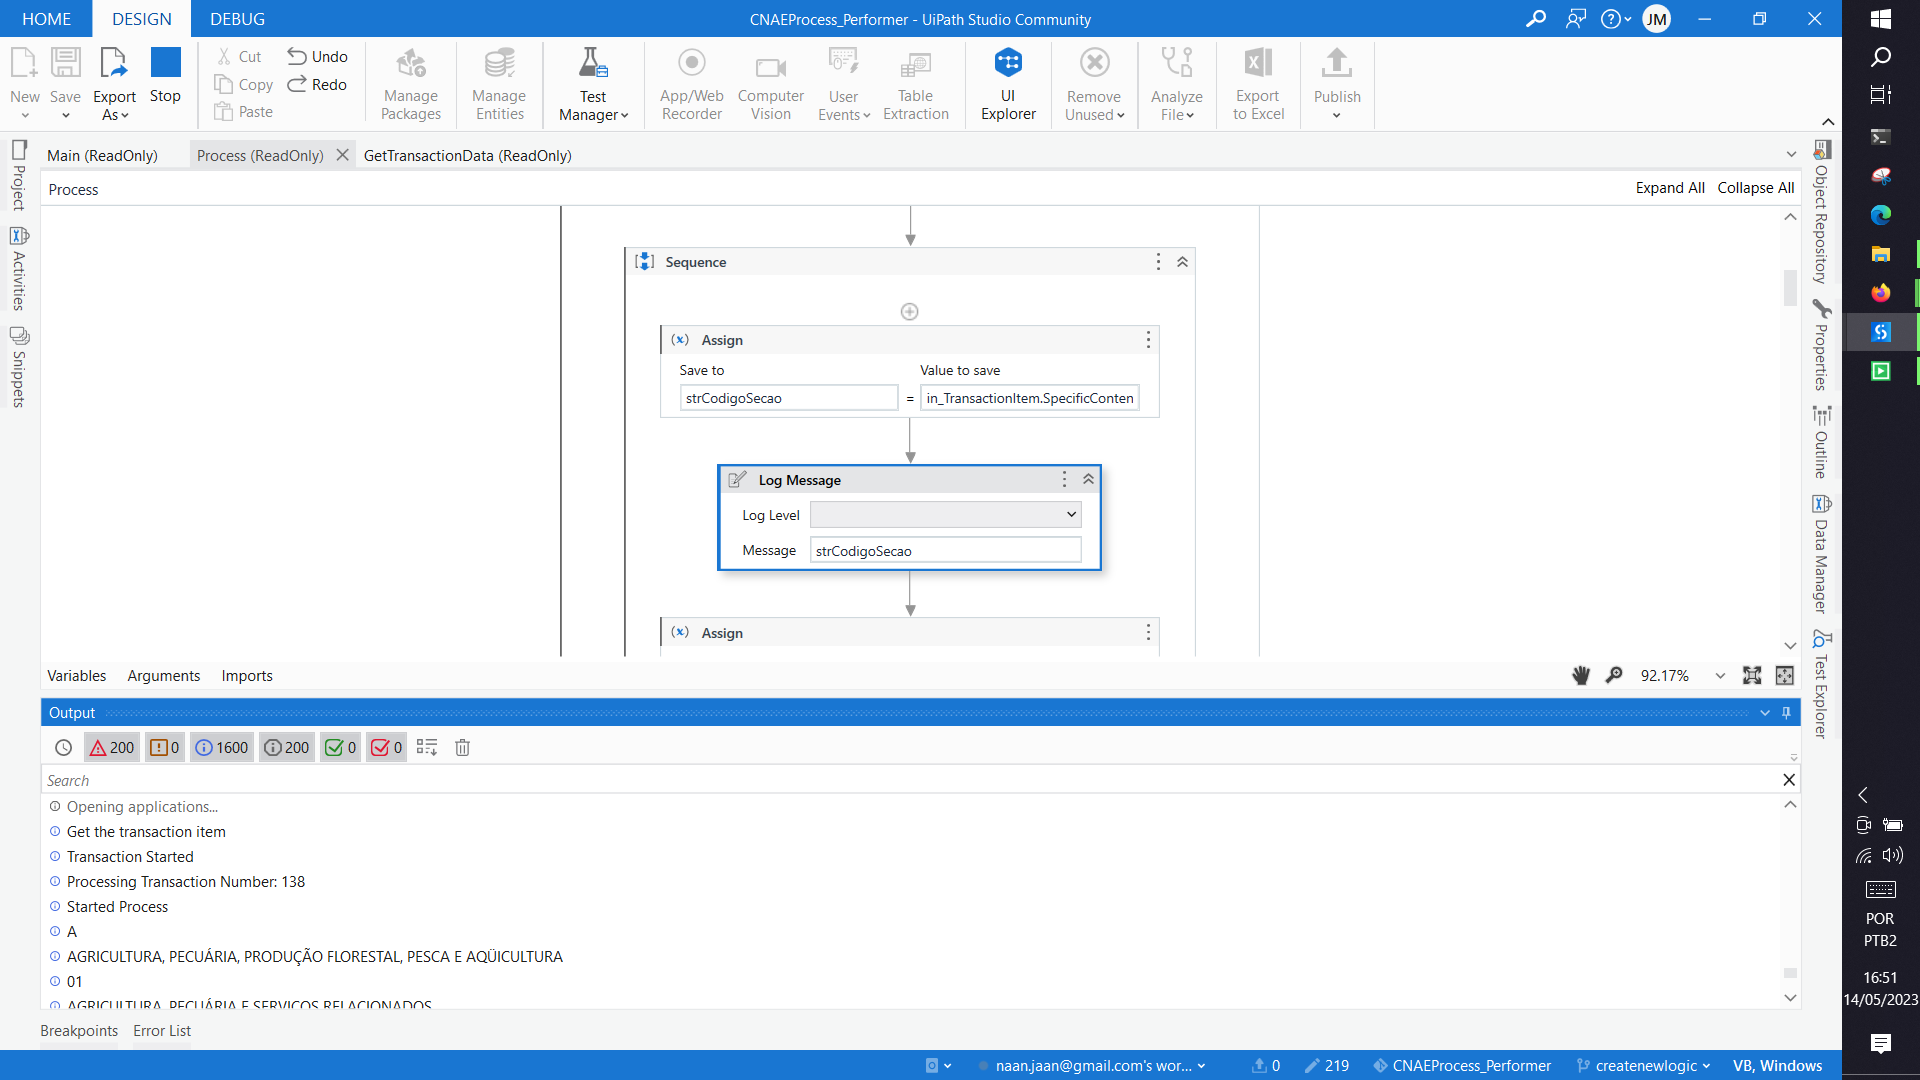 HOME DESIGN DEBUG CNAEProcess_Performer - UiPath Studio Community JM
New Save Export As Stop
Cut
Copy
Paste
Undo
Redo
Manage Packages
Manage Entities
Test Manager
App/Web Recorder
Computer Vision
User Events
Table Extraction
UI Explorer
Remove Unused
Analyze File
Export to Excel
Publish
Main (ReadOnly) Process (ReadOnly) GetTransactionData (ReadOnly)
Process Expand All Collapse All
Project
Activities
Snippets
Sequence
(x) Assign
Save to Value to save
strCodigoSecao = in_TransactionItem.SpecificConten
Log Message
Log Level
Message strCodigoSecao
(x) Assign
Variables Arguments Imports 92.17%
Object Repository
Properties
Outline
Data Manager
Test Explorer
Output
200 0 1600 200 0 0
Search
Opening applications...
Get the transaction item
Transaction Started
Processing Transaction Number: 138
Started Process
A
AGRICULTURA, PECUÁRIA, PRODUÇÃO FLORESTAL, PESCA E AQÜICULTURA
01
AGRICULTURA, PECUÁRIA E SERVIÇOS RELACIONADOS
Breakpoints Error List
naan.jaan@gmail.com's wor... 0 219 CNAEProcess_Performer createnewlogic VB, Windows
POR
PTB2
16:51
14/05/2023